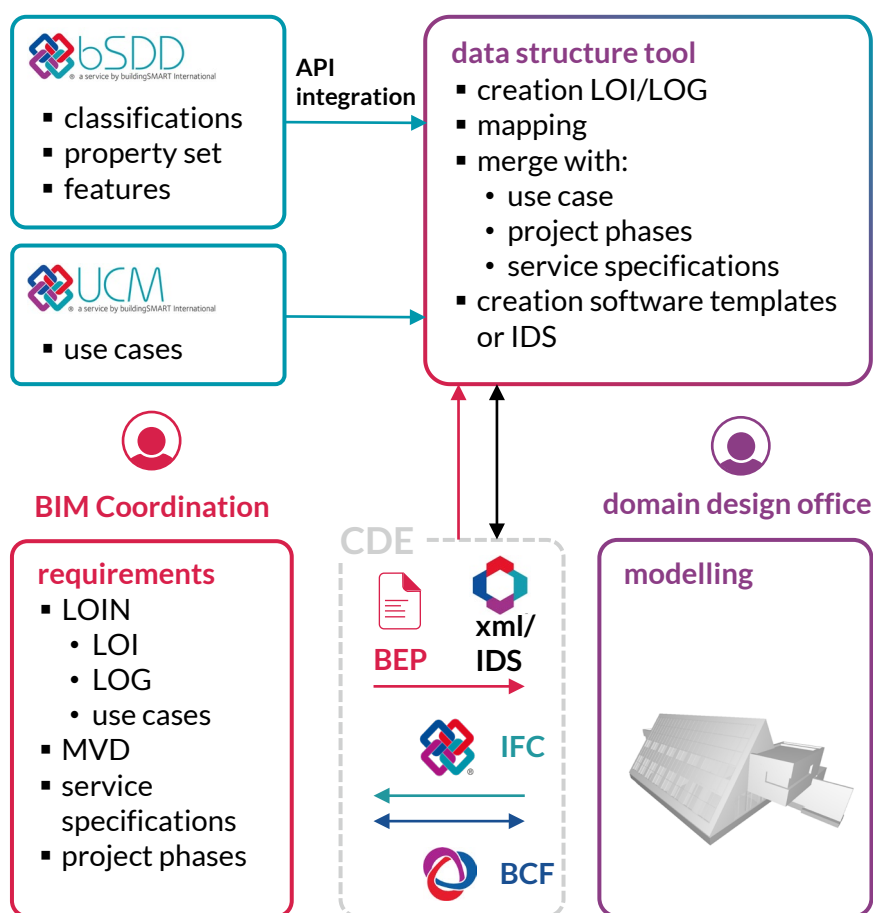 bSDD
® a service by buildingSMART International
▪ classifications
▪ property set
▪ features
API
integration
data structure tool
▪ creation LOI/LOG
▪ mapping
▪ merge with:
• use case
• project phases
• service specifications
▪ creation software templates
or IDS
UCM
® a service by buildingSMART International
▪ use cases
BIM Coordination
domain design office
requirements
▪ LOIN
• LOI
• LOG
• use cases
▪ MVD
▪ service
specifications
▪ project phases
CDE
BEP
xml/
IDS
IFC
®
BCF
modelling